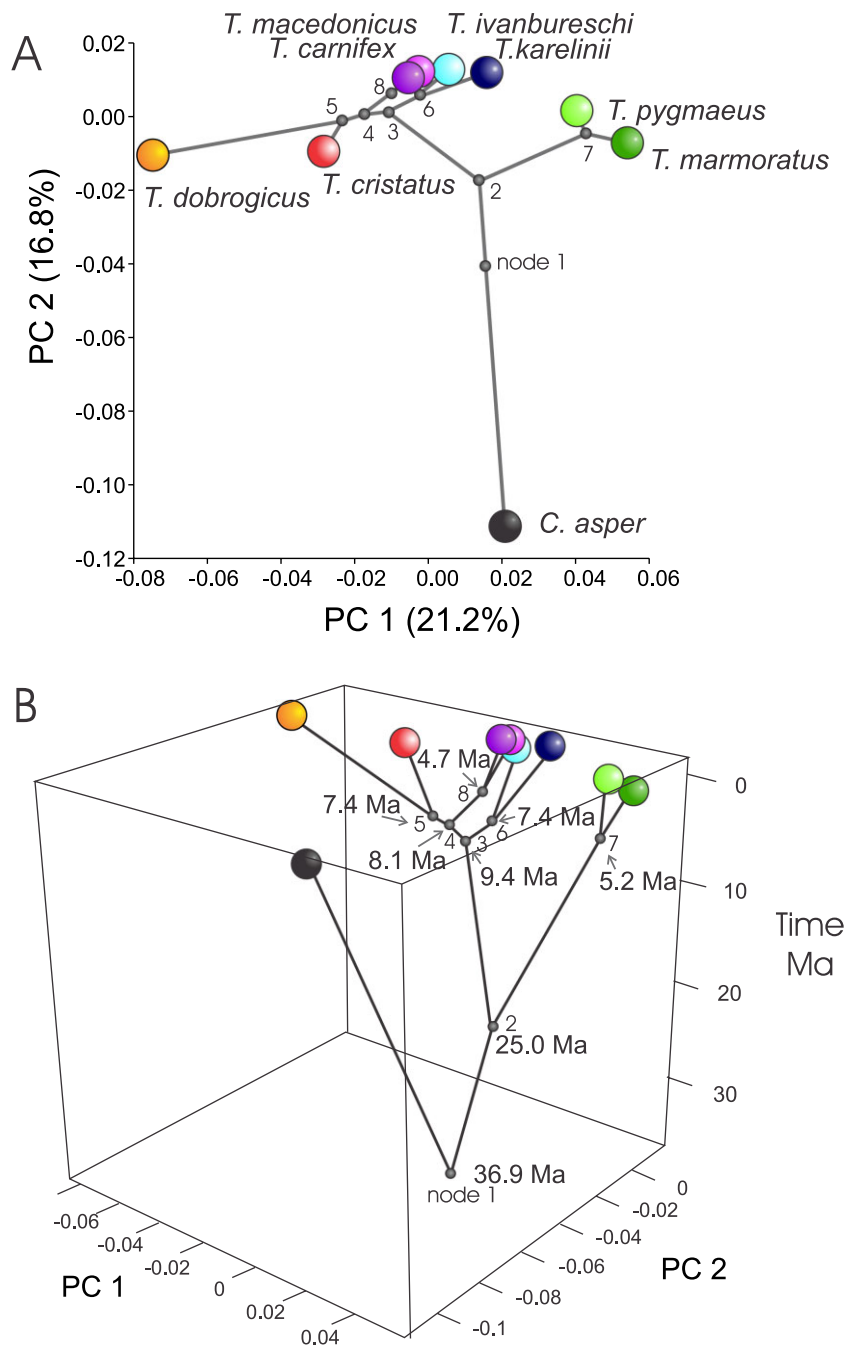 A
T. macedonicus
T. ivanbureschi
T. carnifex
T.karelinii
0.02
0.00
-0.02
-0.04
-0.06
-0.08
-0.10
-0.12
PC 2 (16.8%)
8
6
5
4
3
T. pygmaeus
7
T. marmoratus
T. dobrogicus
T. cristatus
2
node 1
C. asper
-0.08
-0.06
-0.04
-0.02
0.00
0.02
0.04
0.06
PC 1 (21.2%)
B
4.7 Ma
8
7.4 Ma
5
4
3
6
7.4 Ma
7
8.1 Ma
9.4 Ma
5.2 Ma
2
25.0 Ma
36.9 Ma
node 1
0
10
20
30
Time
Ma
-0.06
-0.04
-0.02
0
0.02
0.04
PC 1
0
-0.02
-0.04
-0.06
-0.08
-0.1
PC 2